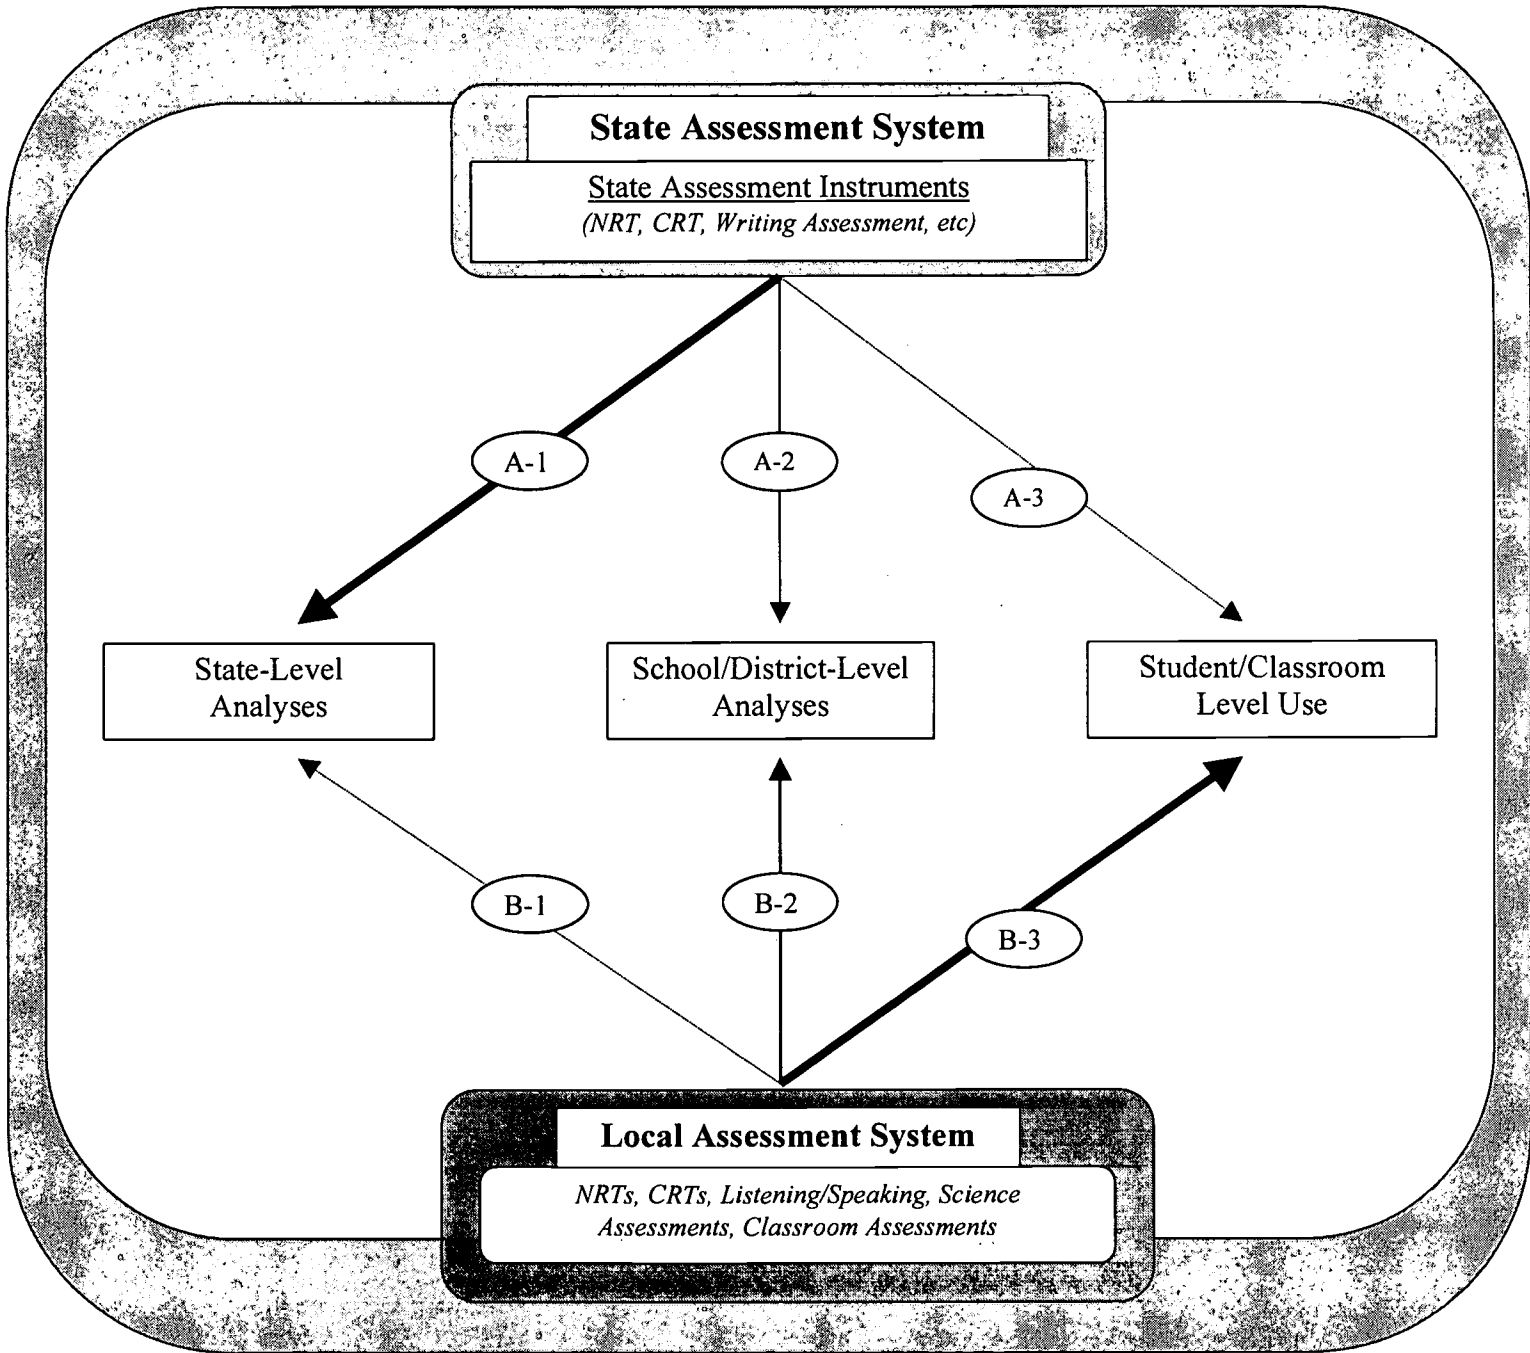 State Assessment System
State Assessment Instruments
(NRT, CRT, Writing Assessment, etc)
A-1
A-2
A-3
State-Level
Analyses
School/District-Level
Analyses
Student/Classroom
Level Use
B-1
B-2
B-3
Local Assessment System
NRTs, CRTs, Listening/Speaking, Science
Assessments, Classroom Assessments